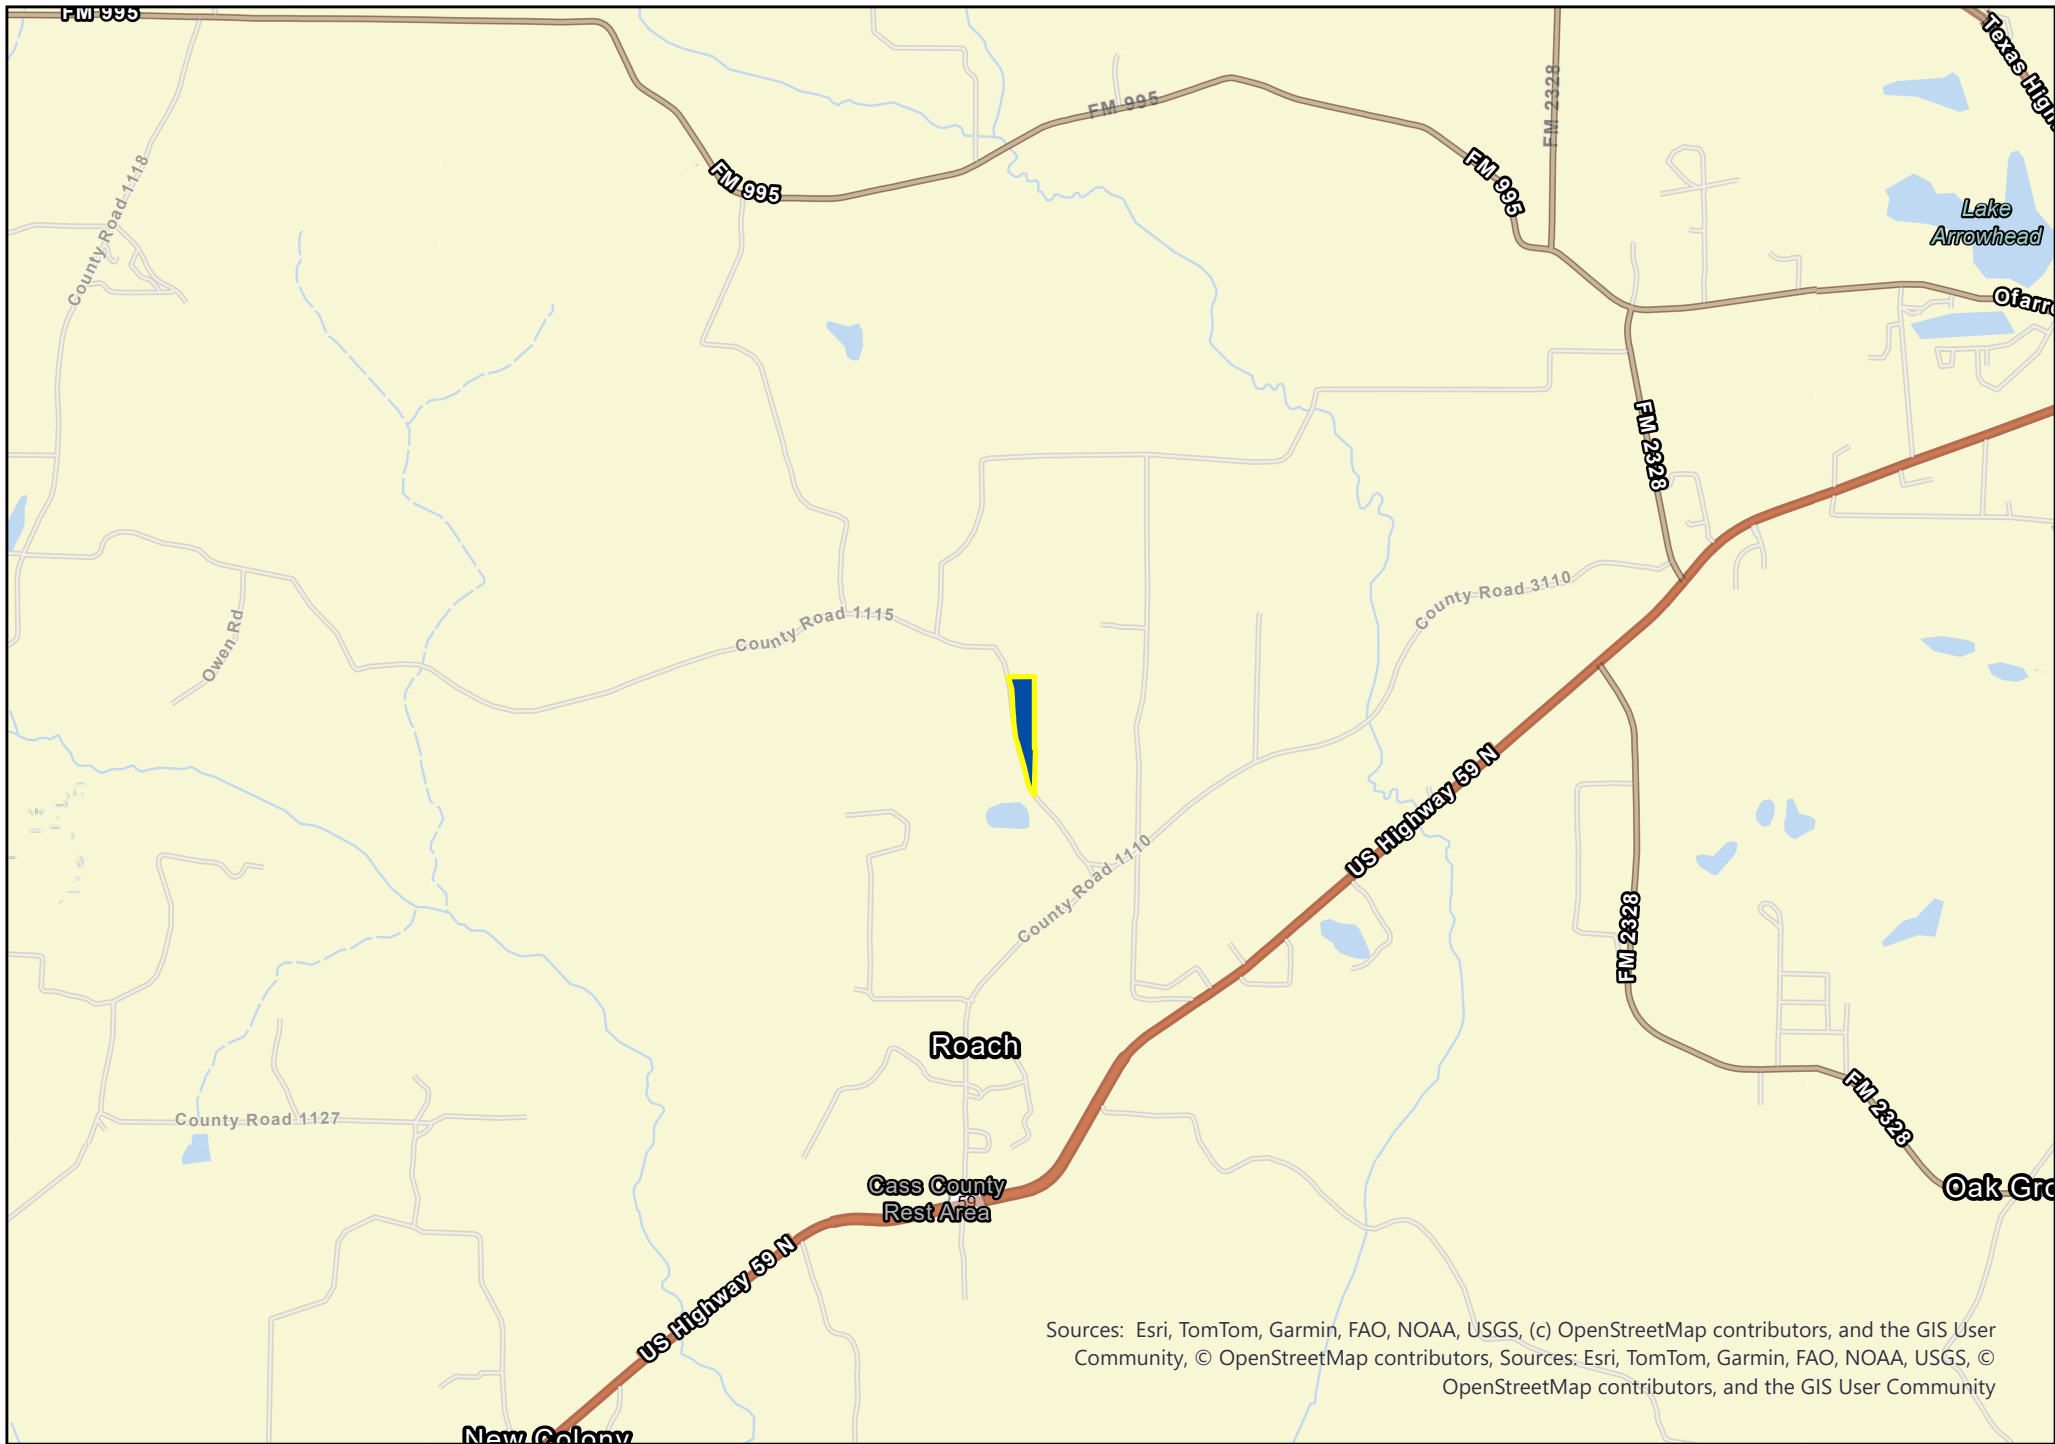 FM 995
Texas High
FM 995
FM 2328
County Road 1118
FM 995
FM 995
Lake
Arrowhead
Ofarre
FM 2328
County Road 3110
County Road 1115
Owen Rd
US Highway 59 N
County Road 1110
FM 2328
Roach
County Road 1127
FM 2328
Cass County
Rest Area
59
Oak Gro
US Highway 59 N
Sources: Esri, TomTom, Garmin, FAO, NOAA, USGS, (c) OpenStreetMap contributors, and the GIS User
Community, © OpenStreetMap contributors, Sources: Esri, TomTom, Garmin, FAO, NOAA, USGS, ©
OpenStreetMap contributors, and the GIS User Community
New Colony